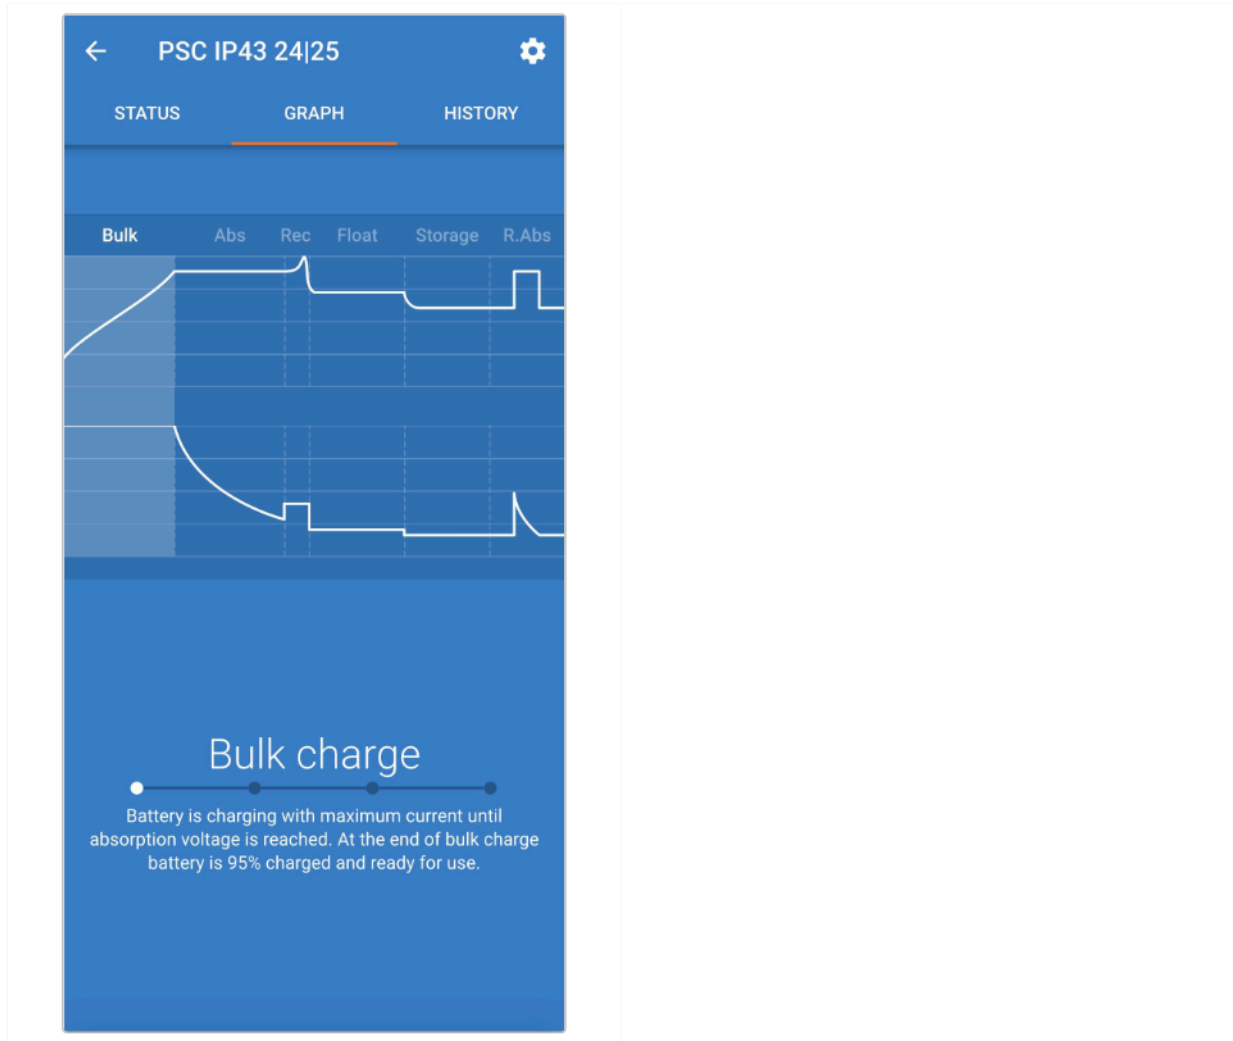 PSC IP43 24|25
STATUS GRAPH HISTORY
Bulk Abs Rec Float Storage R.Abs
Bulk charge
Battery is charging with maximum current until
absorption voltage is reached. At the end of bulk charge
battery is 95% charged and ready for use.